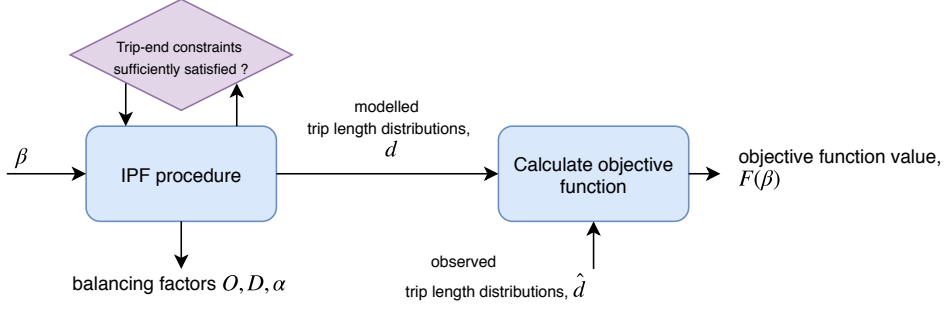 Trip-end constraints
sufficiently satisfied ?
β
IPF procedure
balancing factors O, D, α
modelled
trip length distributions,
d
Calculate objective
function
observed
trip length distributions, d̂
objective function value,
F(β)